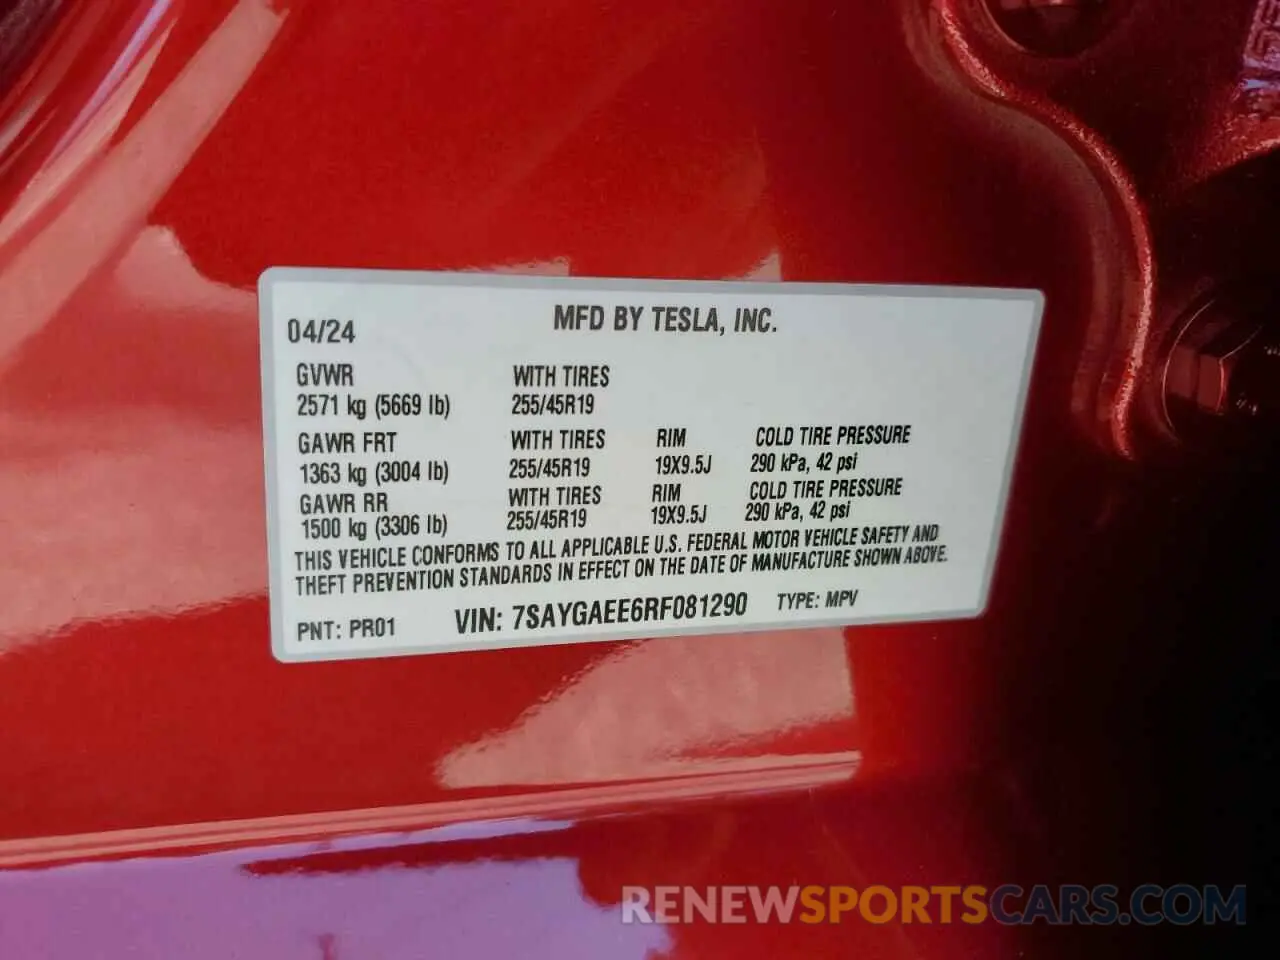 MFD BY TESLA, INC.
04/24
GVWR WITH TIRES
2571 kg (5669 lb) 255/45R19
GAWR FRT WITH TIRES RIM COLD TIRE PRESSURE
1363 kg (3004 lb) 255/45R19 19X9.5J 290 kPa, 42 psi
GAWR RR WITH TIRES RIM COLD TIRE PRESSURE
1500 kg (3306 lb) 255/45R19 19X9.5J 290 kPa, 42 psi
THIS VEHICLE CONFORMS TO ALL APPLICABLE U.S. FEDERAL MOTOR VEHICLE SAFETY AND
THEFT PREVENTION STANDARDS IN EFFECT ON THE DATE OF MANUFACTURE SHOWN ABOVE.
PNT: PR01 VIN: 7SAYGAEE6RF081290 TYPE: MPV
RENEWSPORTSCARS.COM